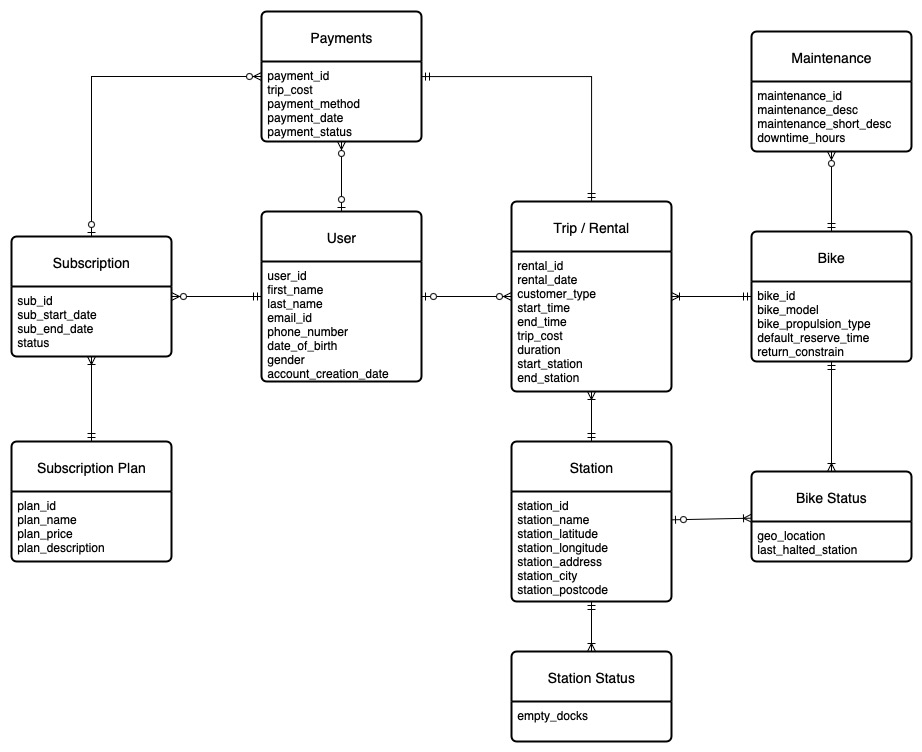 Payments
payment_id
trip_cost
payment_method
payment_date
payment_status
Maintenance
maintenance_id
maintenance_desc
maintenance_short_desc
downtime_hours
Subscription
sub_id
sub_start_date
sub_end_date
status
User
user_id
first_name
last_name
email_id
phone_number
date_of_birth
gender
account_creation_date
Trip / Rental
rental_id
rental_date
customer_type
start_time
end_time
trip_cost
duration
start_station
end_station
Bike
bike_id
bike_model
bike_propulsion_type
default_reserve_time
return_constrain
Subscription Plan
plan_id
plan_name
plan_price
plan_description
Station
station_id
station_name
station_latitude
station_longitude
station_address
station_city
station_postcode
Bike Status
geo_location
last_halted_station
Station Status
empty_docks